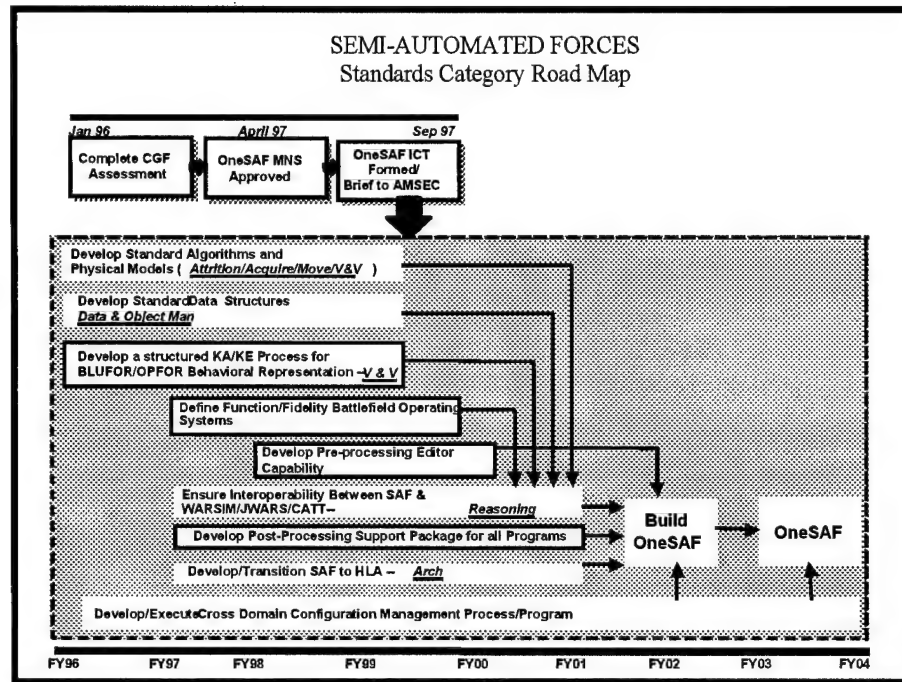 SEMI-AUTOMATED FORCES
Standards Category Road Map
Jan 96
April 97
Sep 97
Complete CGF
Assessment
OneSAF MNS
Approved
OneSAF ICT
Formed/
Brief to AMSEC
Develop Standard Algorithms and
Physical Models ( Attrition/Acquire/Move/V&V )
Develop StandardData Structures
Data & Object Man
Develop a structured KA/KE Process for
BLUFOR/OPFOR Behavioral Representation --V & V
Define Function/Fidelity Battlefield Operating
Systems
Develop Pre-processing Editor
Capability
Ensure Interoperability Between SAF &
WARSIM/JWARS/CATT-- Reasoning
Develop Post-Processing Support Package for all Programs
Develop/Transition SAF to HLA -- Arch
Build
OneSAF
OneSAF
Develop/ExecuteCross Domain Configuration Management Process/Program
FY96 FY97 FY98 FY99 FY00 FY01 FY02 FY03 FY04